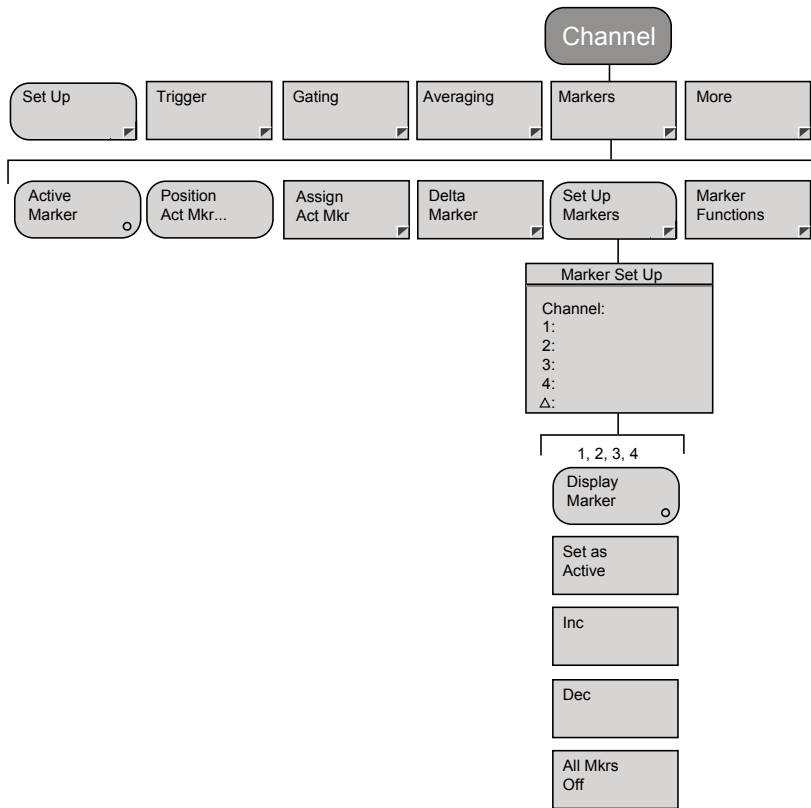 Channel
Set Up
Trigger
Gating
Averaging
Markers
More
Active
Marker
Position
Act Mkr...
Assign
Act Mkr
Delta
Marker
Set Up
Markers
Marker
Functions
Marker Set Up
Channel:
1:
2:
3:
4:
△:
1, 2, 3, 4
Display
Marker
Set as
Active
Inc
Dec
All Mkrs
Off